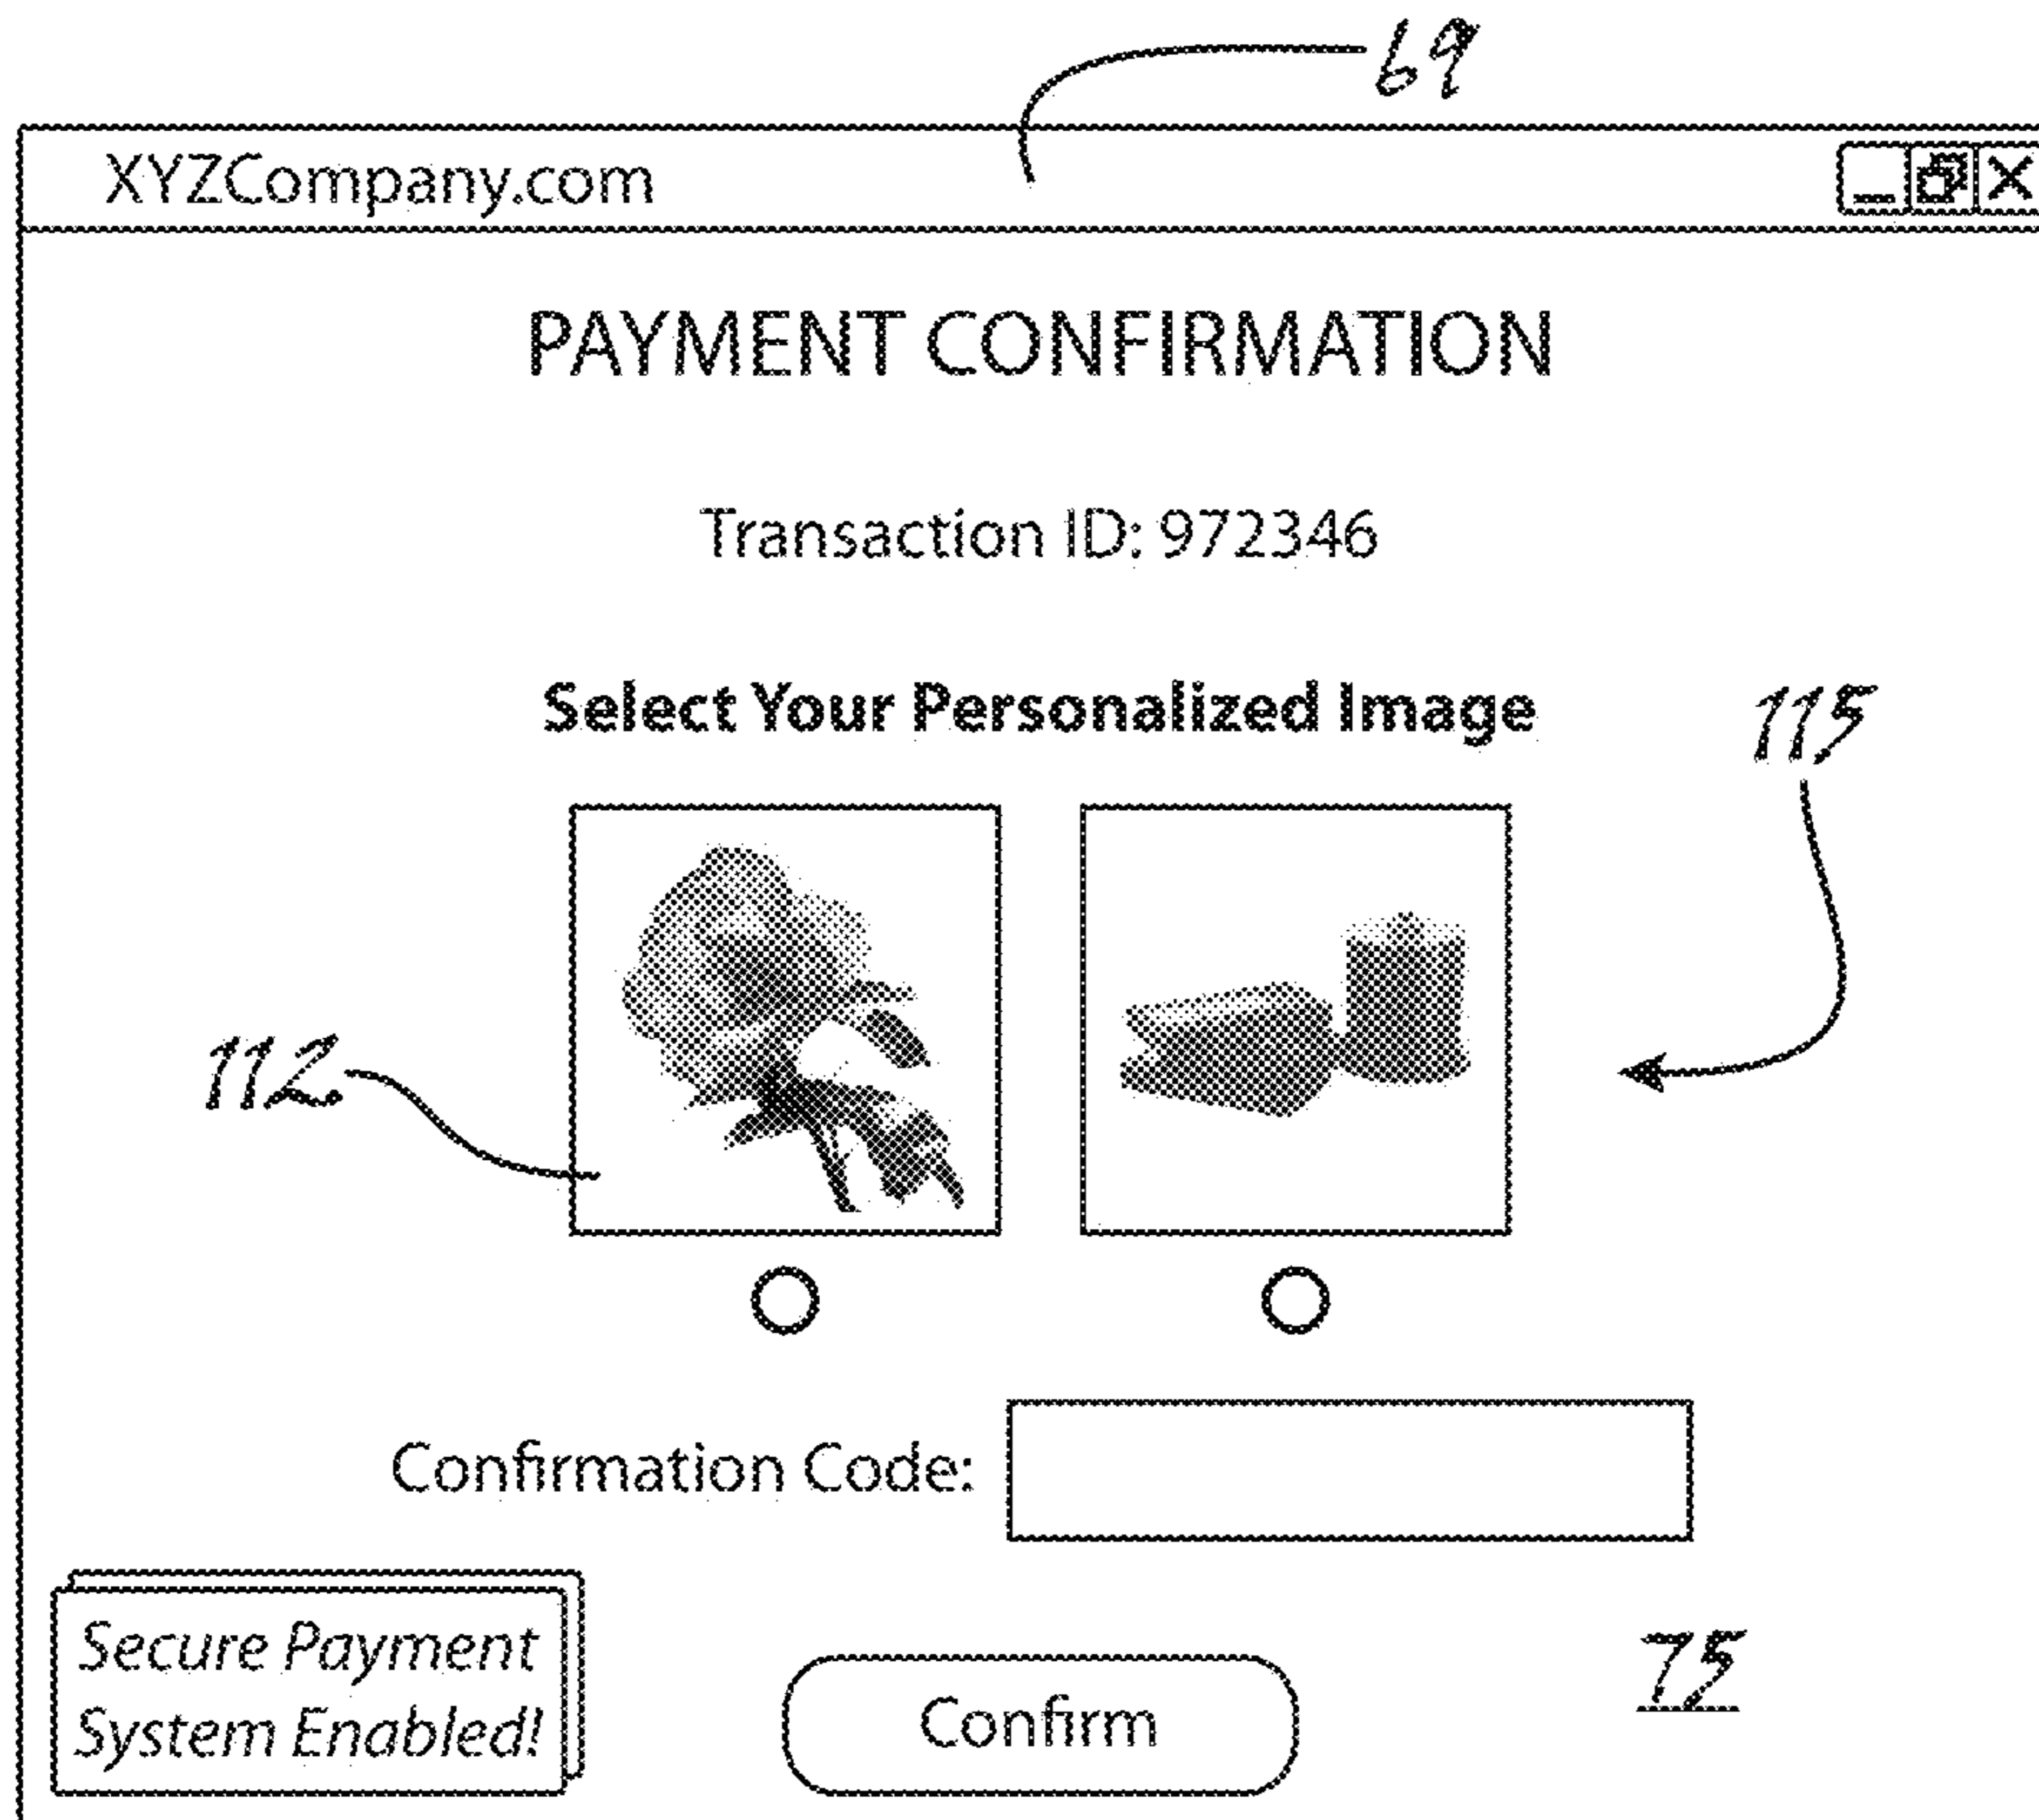 69
XYZCompany.com
PAYMENT CONFIRMATION
Transaction ID: 972346
Select Your Personalized Image
115
112
Confirmation Code:
Secure Payment
System Enabled!
Confirm
75